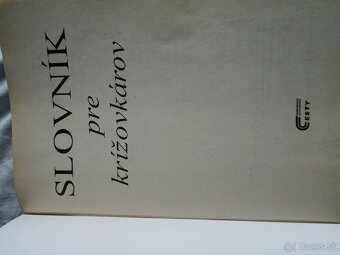 SLOVNÍK
pre
krížovkárov
CESTY
Bazos.sk